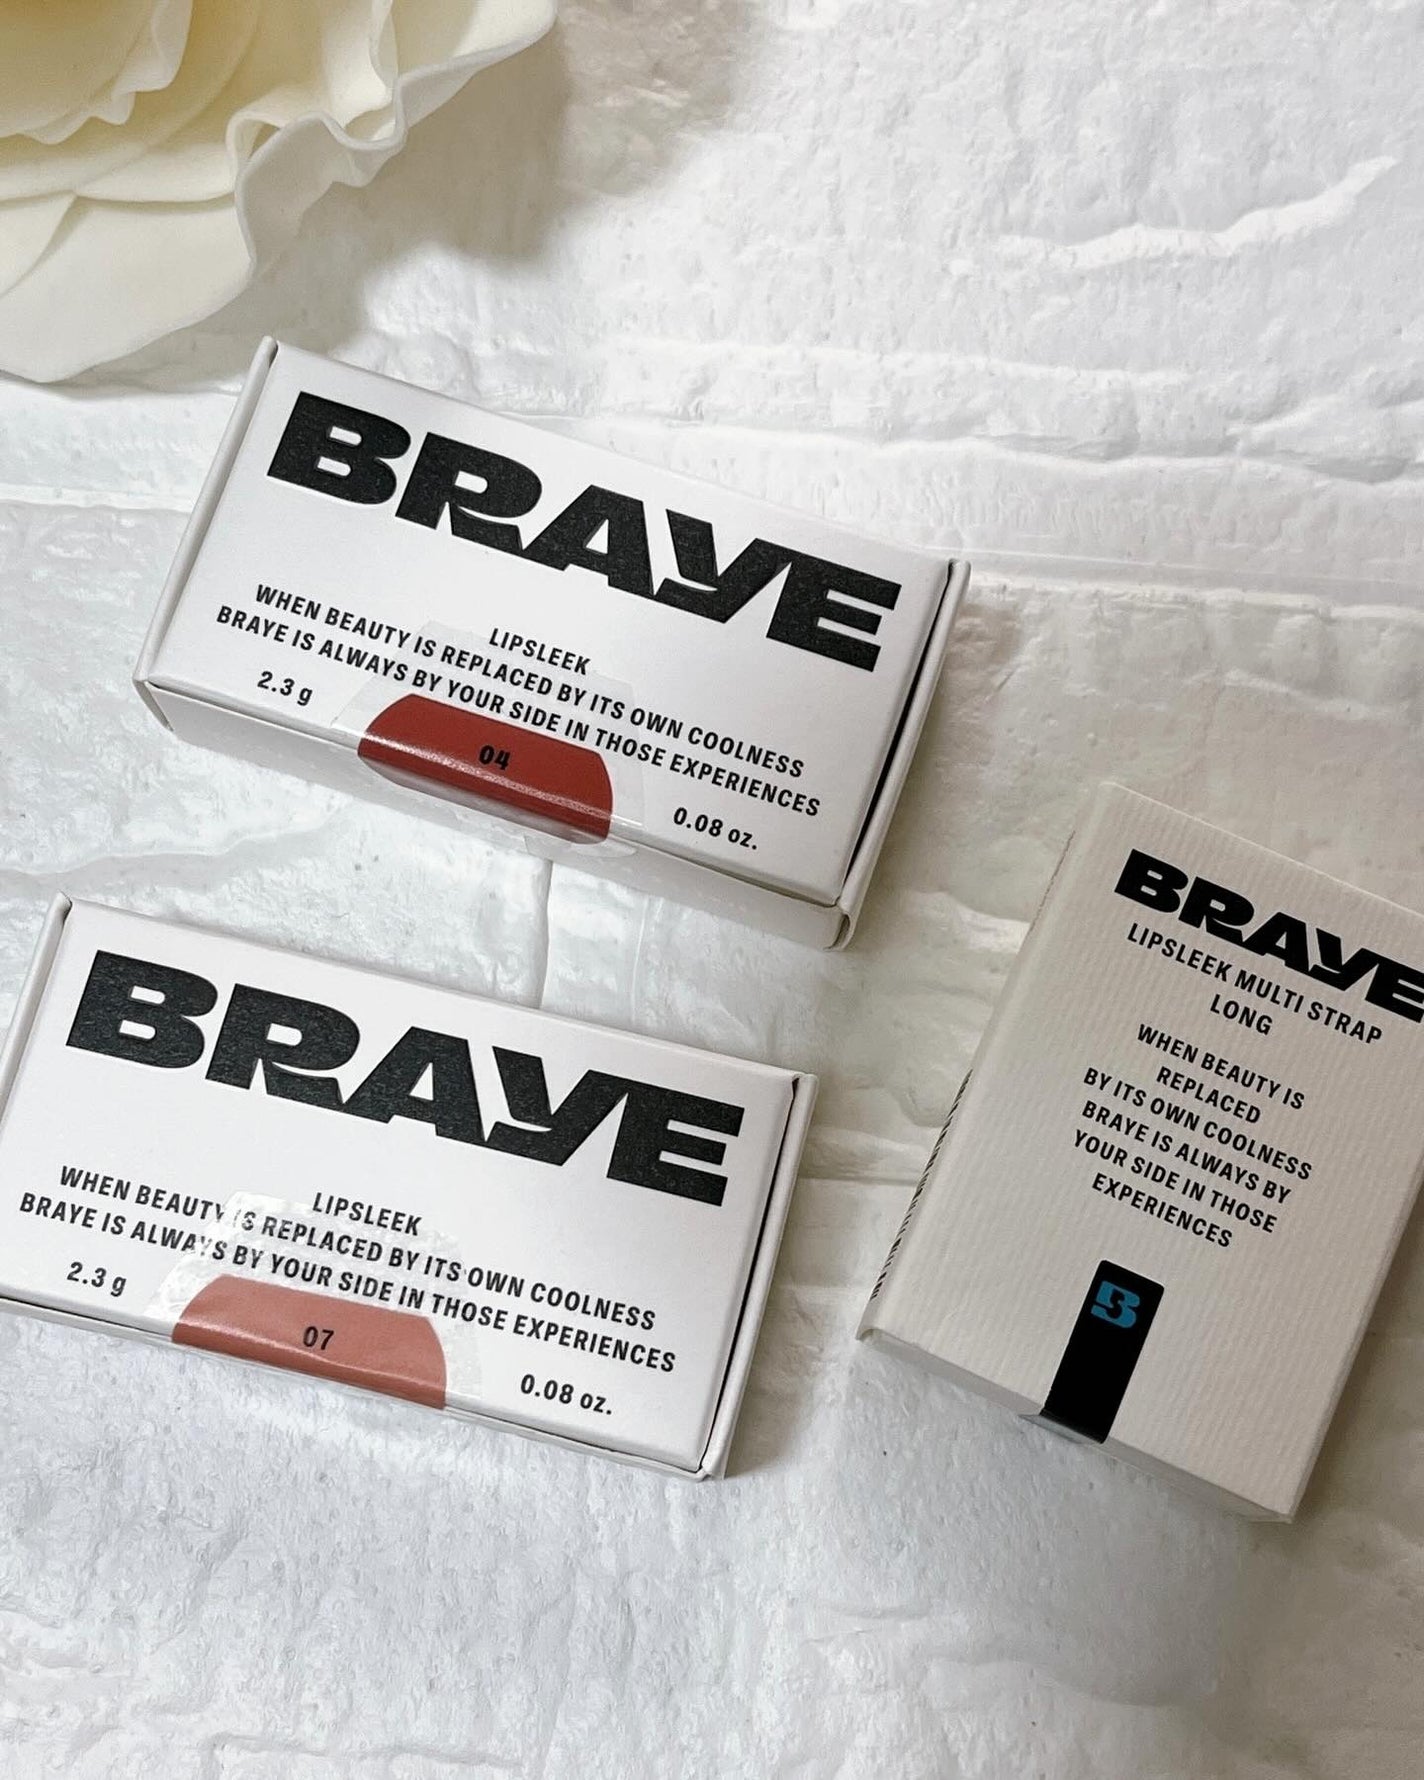 BRAYE
LIPSLEEK
WHEN BEAUTY IS REPLACED BY ITS OWN COOLNESS
BRAYE IS ALWAYS BY YOUR SIDE IN THOSE EXPERIENCES
2.3 g
04
0.08 oz.
BRAYE
LIPSLEEK
WHEN BEAUTY IS REPLACED BY ITS OWN COOLNESS
BRAYE IS ALWAYS BY YOUR SIDE IN THOSE EXPERIENCES
2.3 g
07
0.08 oz.
BRAYE
LIPSLEEK MULTI STRAP
LONG
WHEN BEAUTY IS
REPLACED
BY ITS OWN COOLNESS
BRAYE IS ALWAYS BY
YOUR SIDE IN THOSE
EXPERIENCES
B